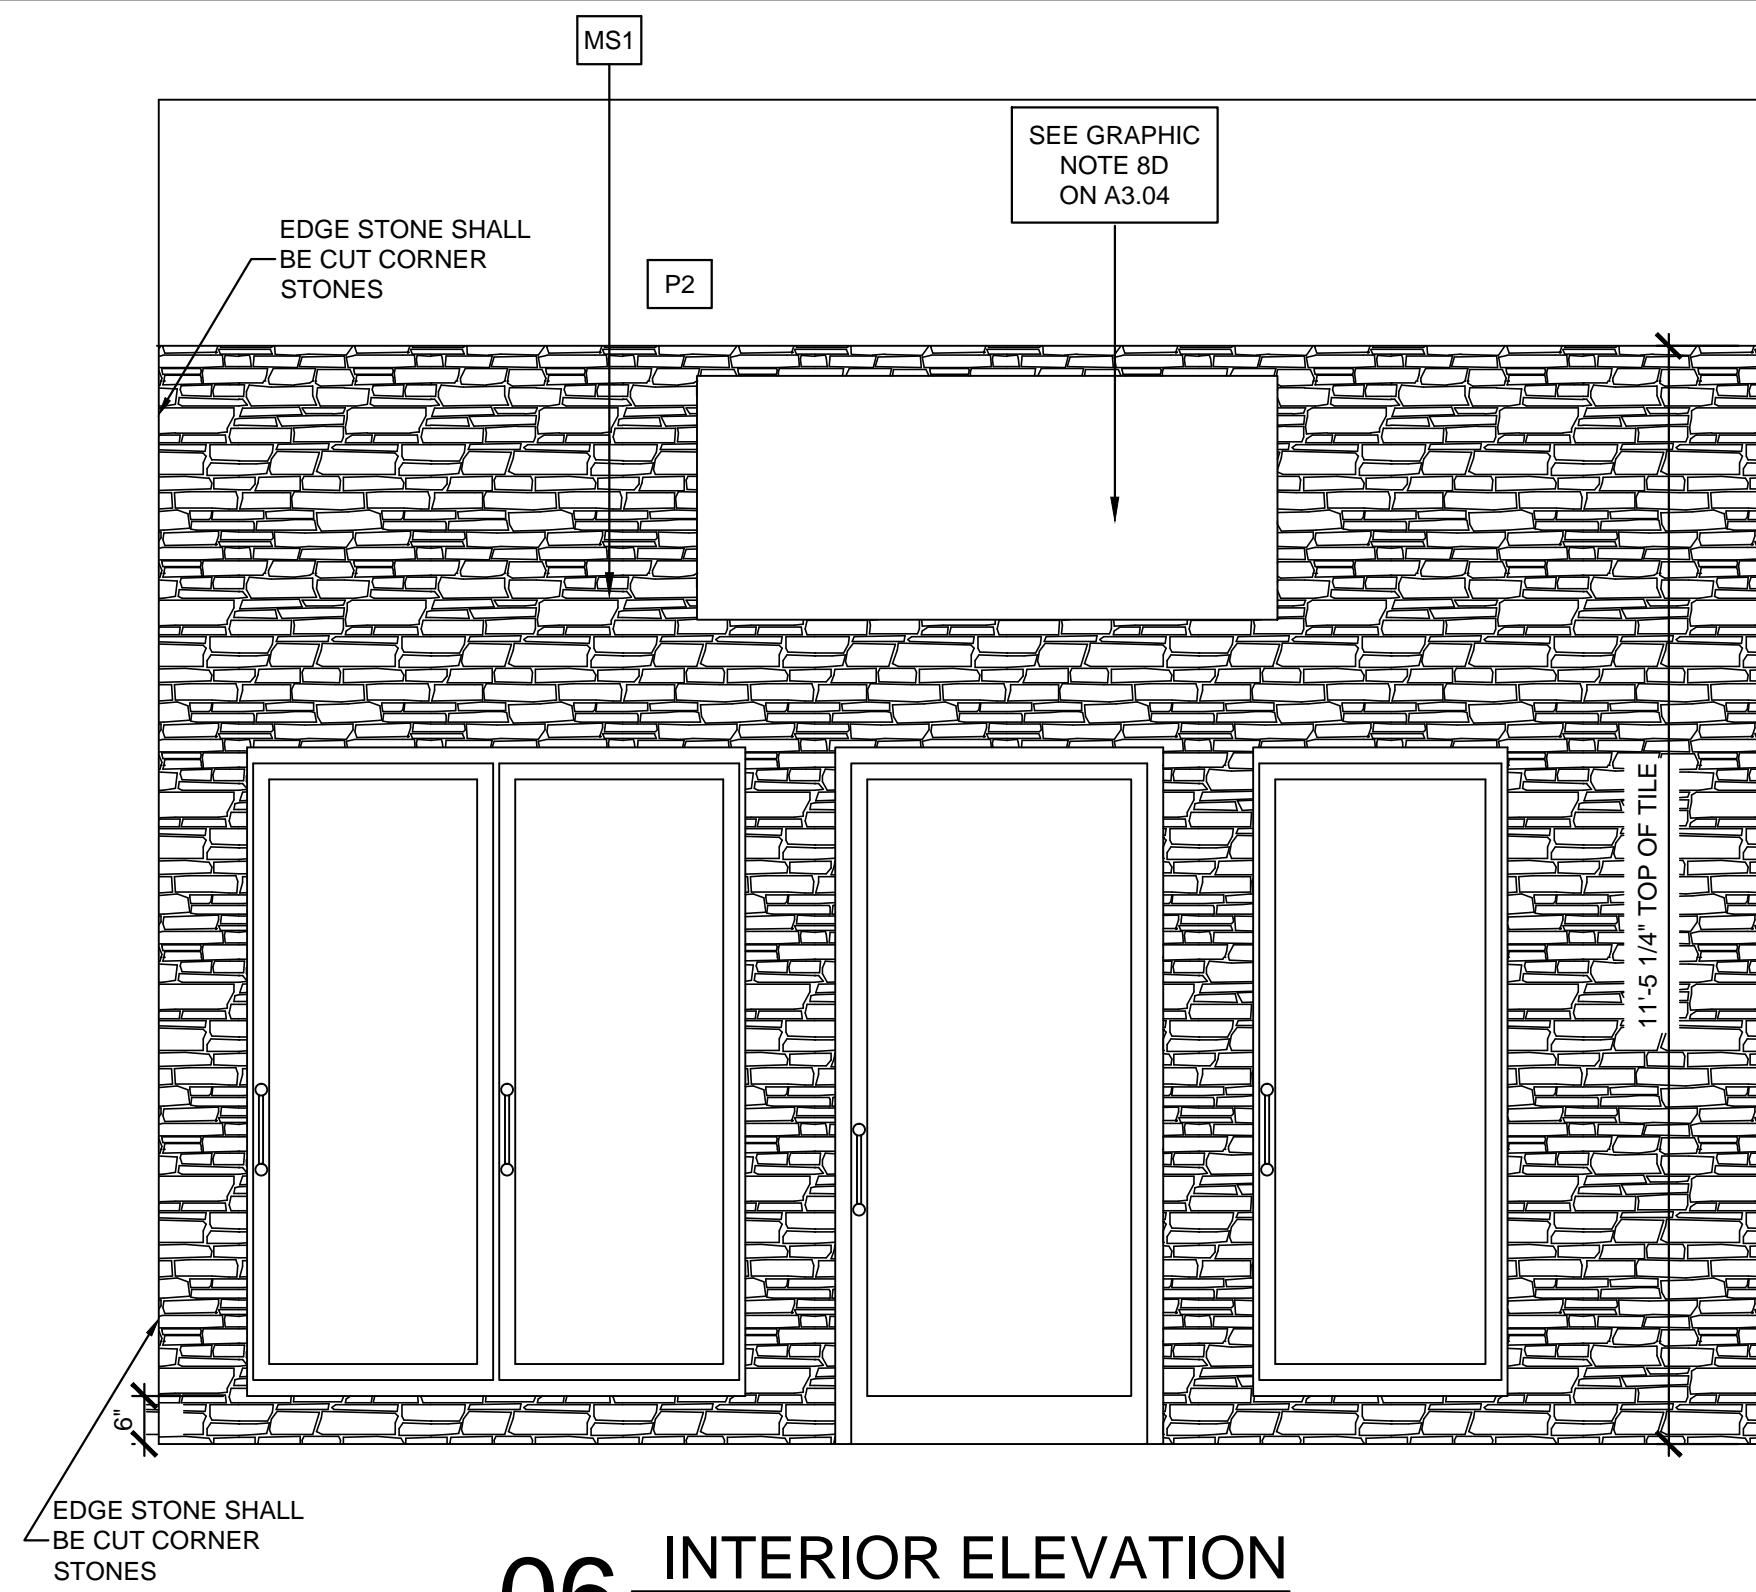 MS1
SEE GRAPHIC
NOTE 8D
ON A3.04
EDGE STONE SHALL
BE CUT CORNER
STONES
P2
11'-5 1/4" TOP OF TILE
6"
EDGE STONE SHALL
BE CUT CORNER
STONES
06
INTERIOR ELEVATION